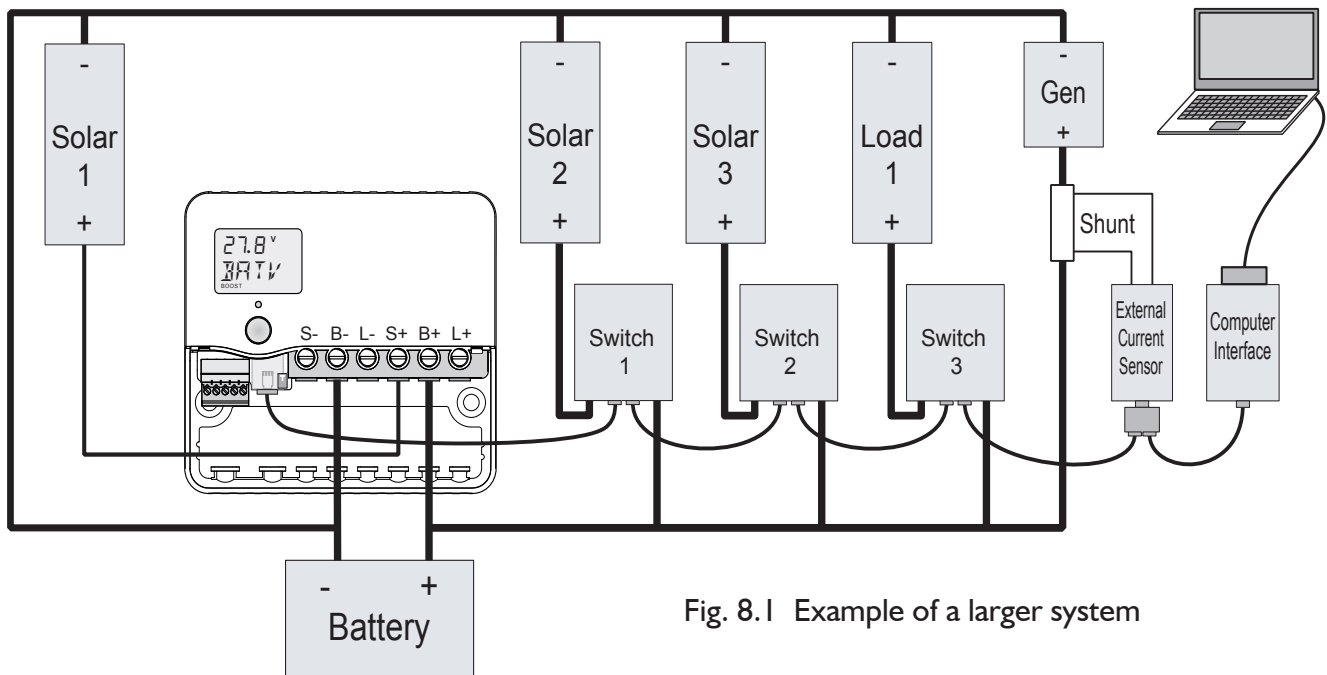 -
Solar
1
+
27.8 v
BATV
BOOST
S- B- L- S+ B+ L+
-
Solar
2
+
-
Solar
3
+
-
Load
1
+
-
Gen
+
Shunt
Switch
1
Switch
2
Switch
3
External
Current
Sensor
Computer
Interface
- +
Battery
Fig. 8.1 Example of a larger system